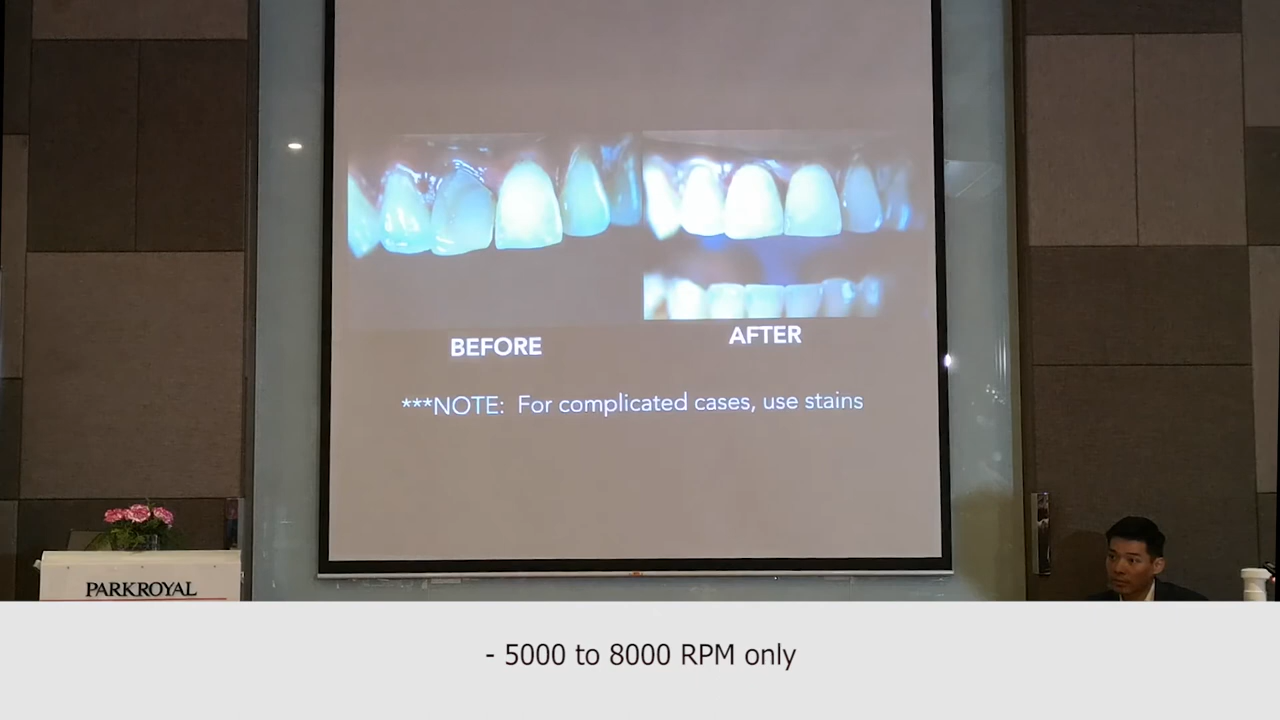 BEFORE
AFTER
***NOTE: For complicated cases, use stains
PARKROYAL
- 5000 to 8000 RPM only